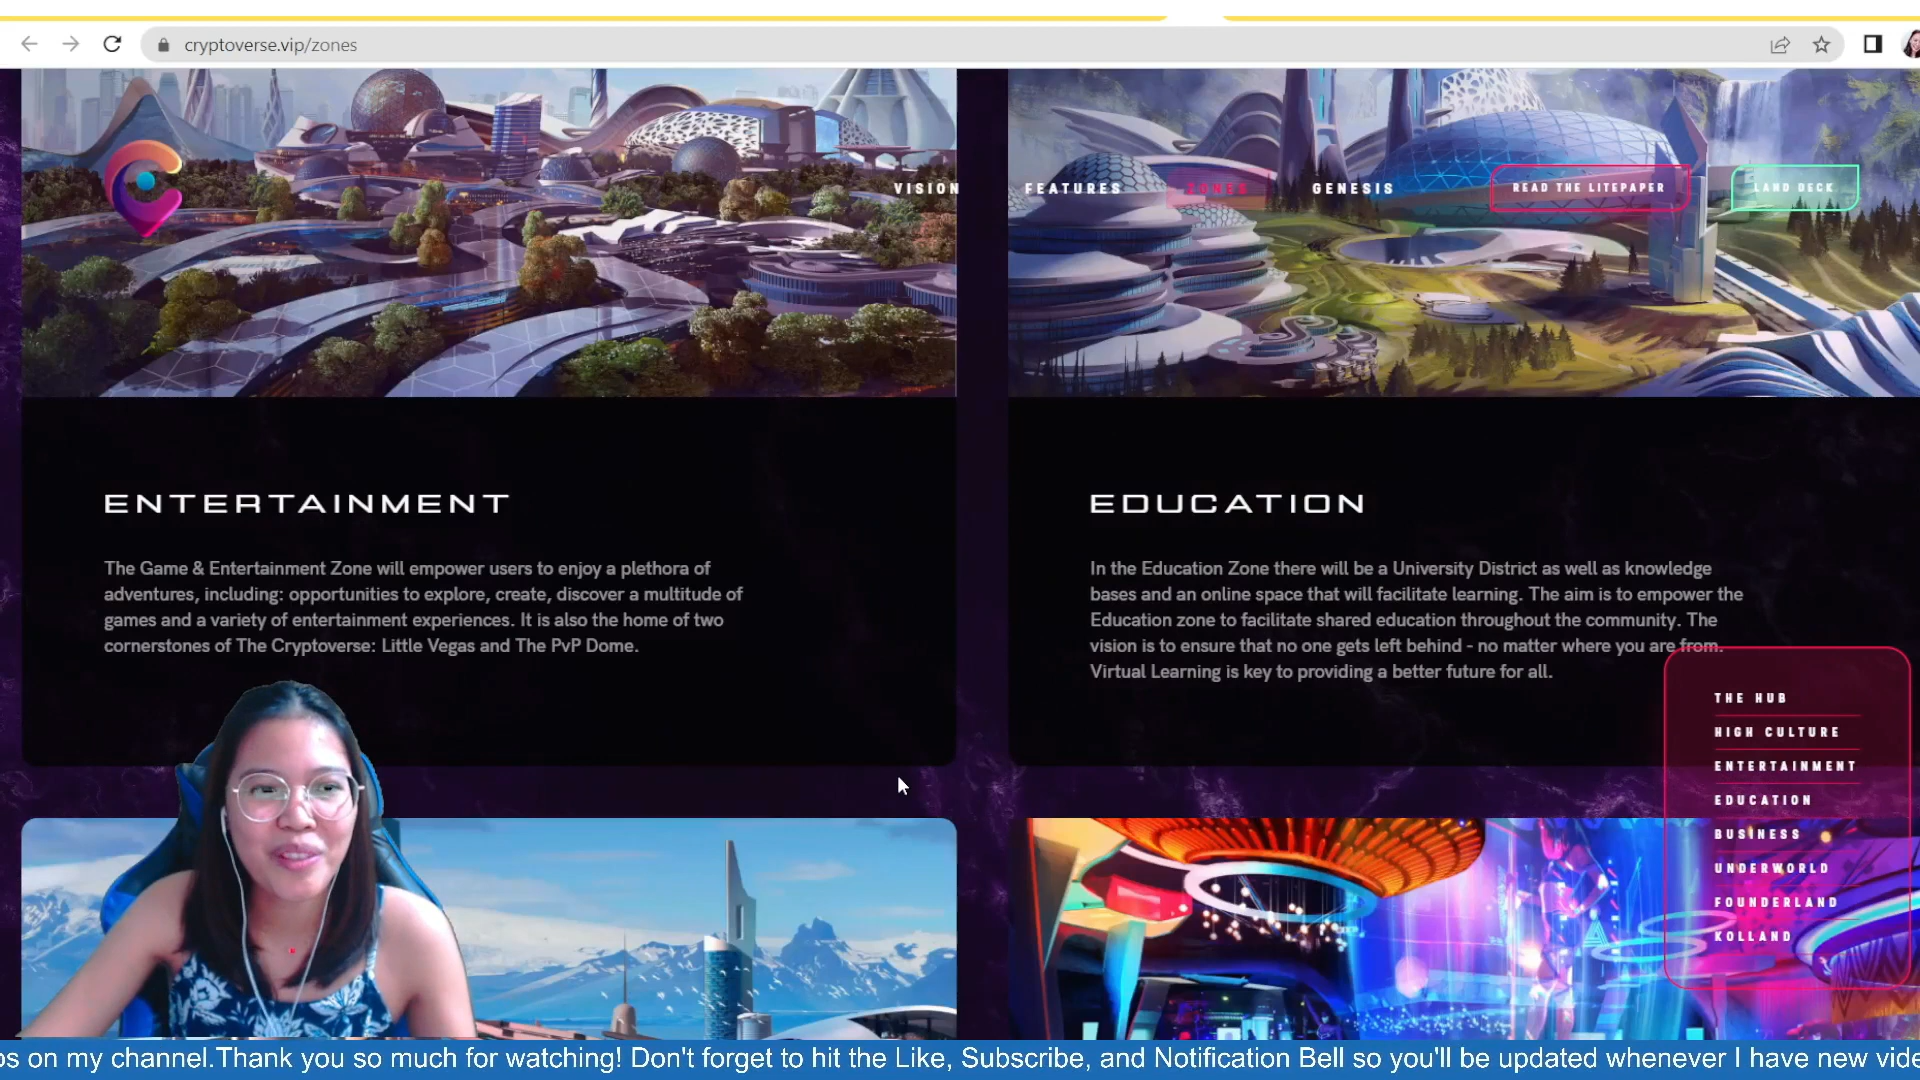 cryptoverse.vip/zones
VISION
FEATURES
ZONES
GENESIS
READ THE LITEPAPER
LAND DECK
ENTERTAINMENT
The Game & Entertainment Zone will empower users to enjoy a plethora of
adventures, including: opportunities to explore, create, discover a multitude of
games and a variety of entertainment experiences. It is also the home of two
cornerstones of The Cryptoverse: Little Vegas and The PvP Dome.
EDUCATION
In the Education Zone there will be a University District as well as knowledge
bases and an online space that will facilitate learning. The aim is to empower the
Education zone to facilitate shared education throughout the community. The
vision is to ensure that no one gets left behind - no matter where you are from.
Virtual Learning is key to providing a better future for all.
THE HUB
HIGH CULTURE
ENTERTAINMENT
EDUCATION
BUSINESS
UNDERWORLD
FOUNDERLAND
KOLLAND
os on my channel.Thank you so much for watching! Don't forget to hit the Like, Subscribe, and Notification Bell so you'll be updated whenever I have new vide